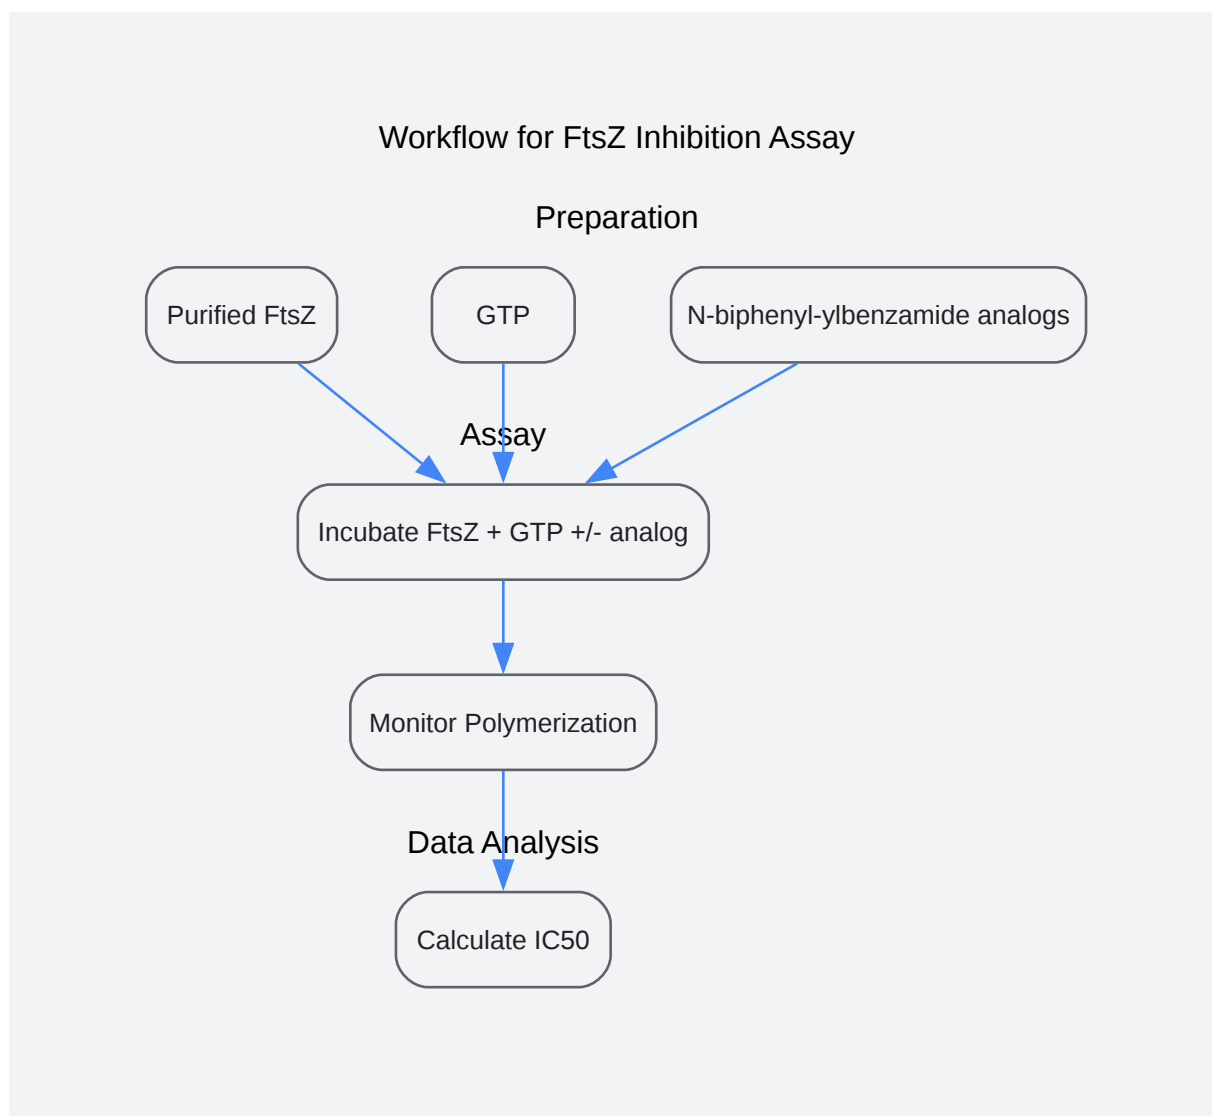 Workflow for FtsZ Inhibition Assay
Preparation
Purified FtsZ
GTP
N-biphenyl-ylbenzamide analogs
Assay
Incubate FtsZ + GTP +/- analog
Monitor Polymerization
Data Analysis
Calculate IC50